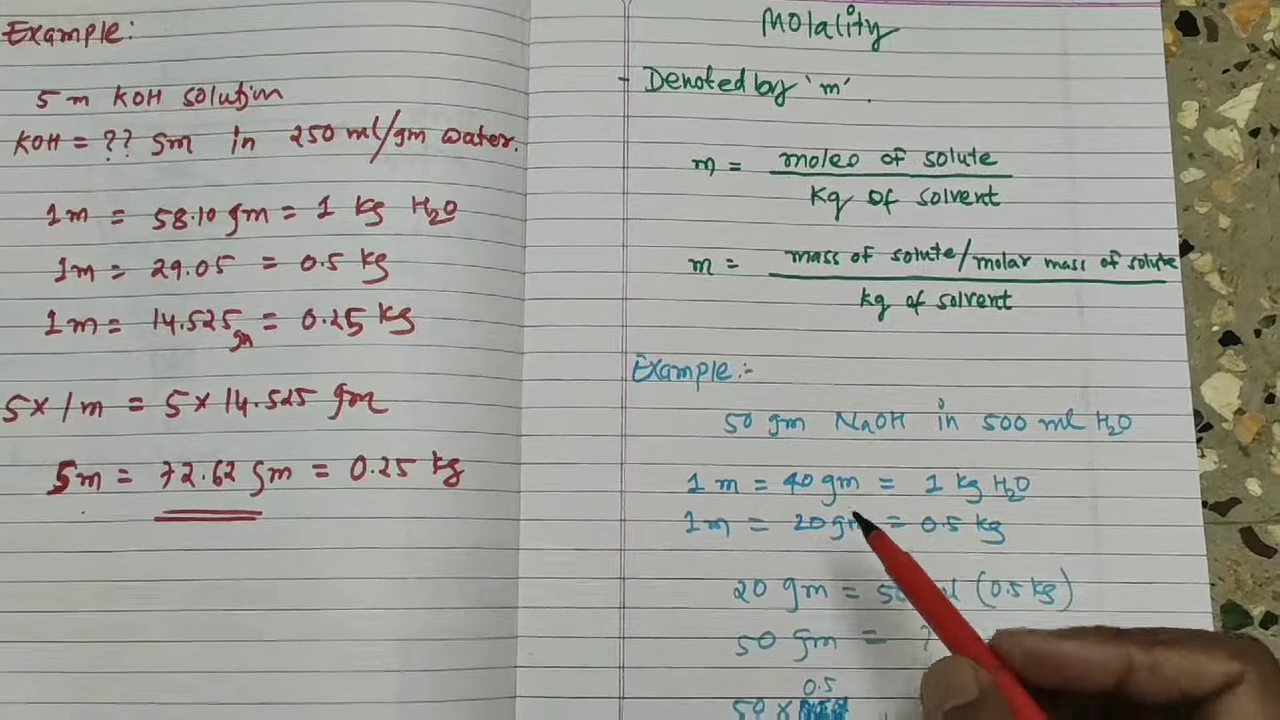 Example:
5 m KOH solution
KOH = ?? gm in 250 ml/gm water.
1m = 58.10 gm = 1 kg H2O
1m = 29.05 = 0.5 kg
1m = 14.525 gm = 0.25 kg
5 x 1m = 5 x 14.525 gm
5m = 72.62 gm = 0.25 kg
Molality
- Denoted by 'm'.
m = moles of solute
kg of solvent
m = mass of solute/molar mass of solute
kg of solvent
Example:-
50 gm NaOH in 500 ml H2O
1 m = 40 gm = 1 kg H2O
1m = 20 gm = 0.5 kg
20 gm = (0.5 kg)
50 gm = ?
0.5
50 x